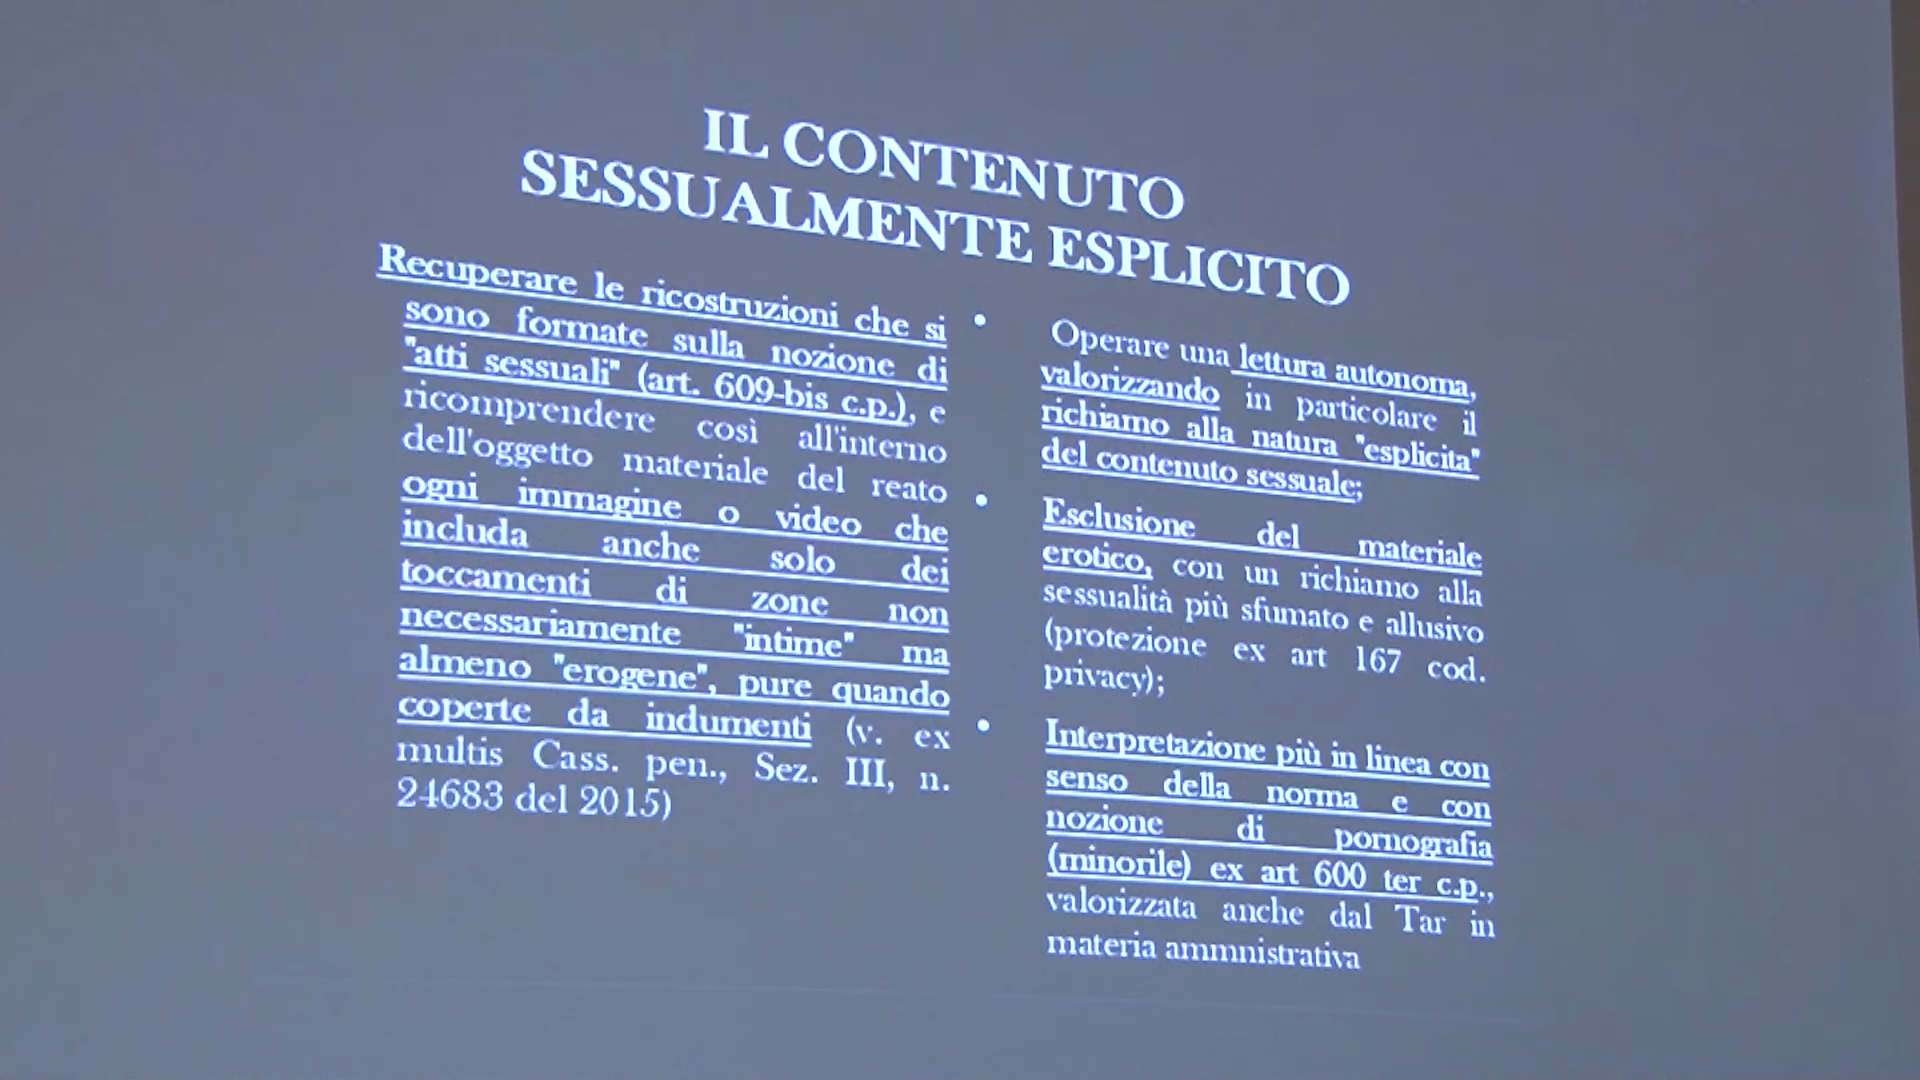 IL CONTENUTO
SESSUALMENTE ESPLICITO
Recuperare le ricostruzioni che si
sono formate sulla nozione di
"atti sessuali" (art. 609-bis c.p.), e
ricomprendere così all'interno
dell'oggetto materiale del reato
ogni immagine o video che
includa anche solo dei
toccamenti di zone non
necessariamente "intime" ma
almeno "erogene", pure quando
coperte da indumenti (v. ex
multis Cass. pen., Sez. III, n.
24683 del 2015)
• Operare una lettura autonoma,
valorizzando in particolare il
richiamo alla natura "esplicita"
del contenuto sessuale;
• Esclusione del materiale
erotico, con un richiamo alla
sessualità più sfumato e allusivo
(protezione ex art 167 cod.
privacy);
• Interpretazione più in linea con
senso della norma e con
nozione di pornografia
(minorile) ex art 600 ter c.p.,
valorizzata anche dal Tar in
materia ammnistrativa